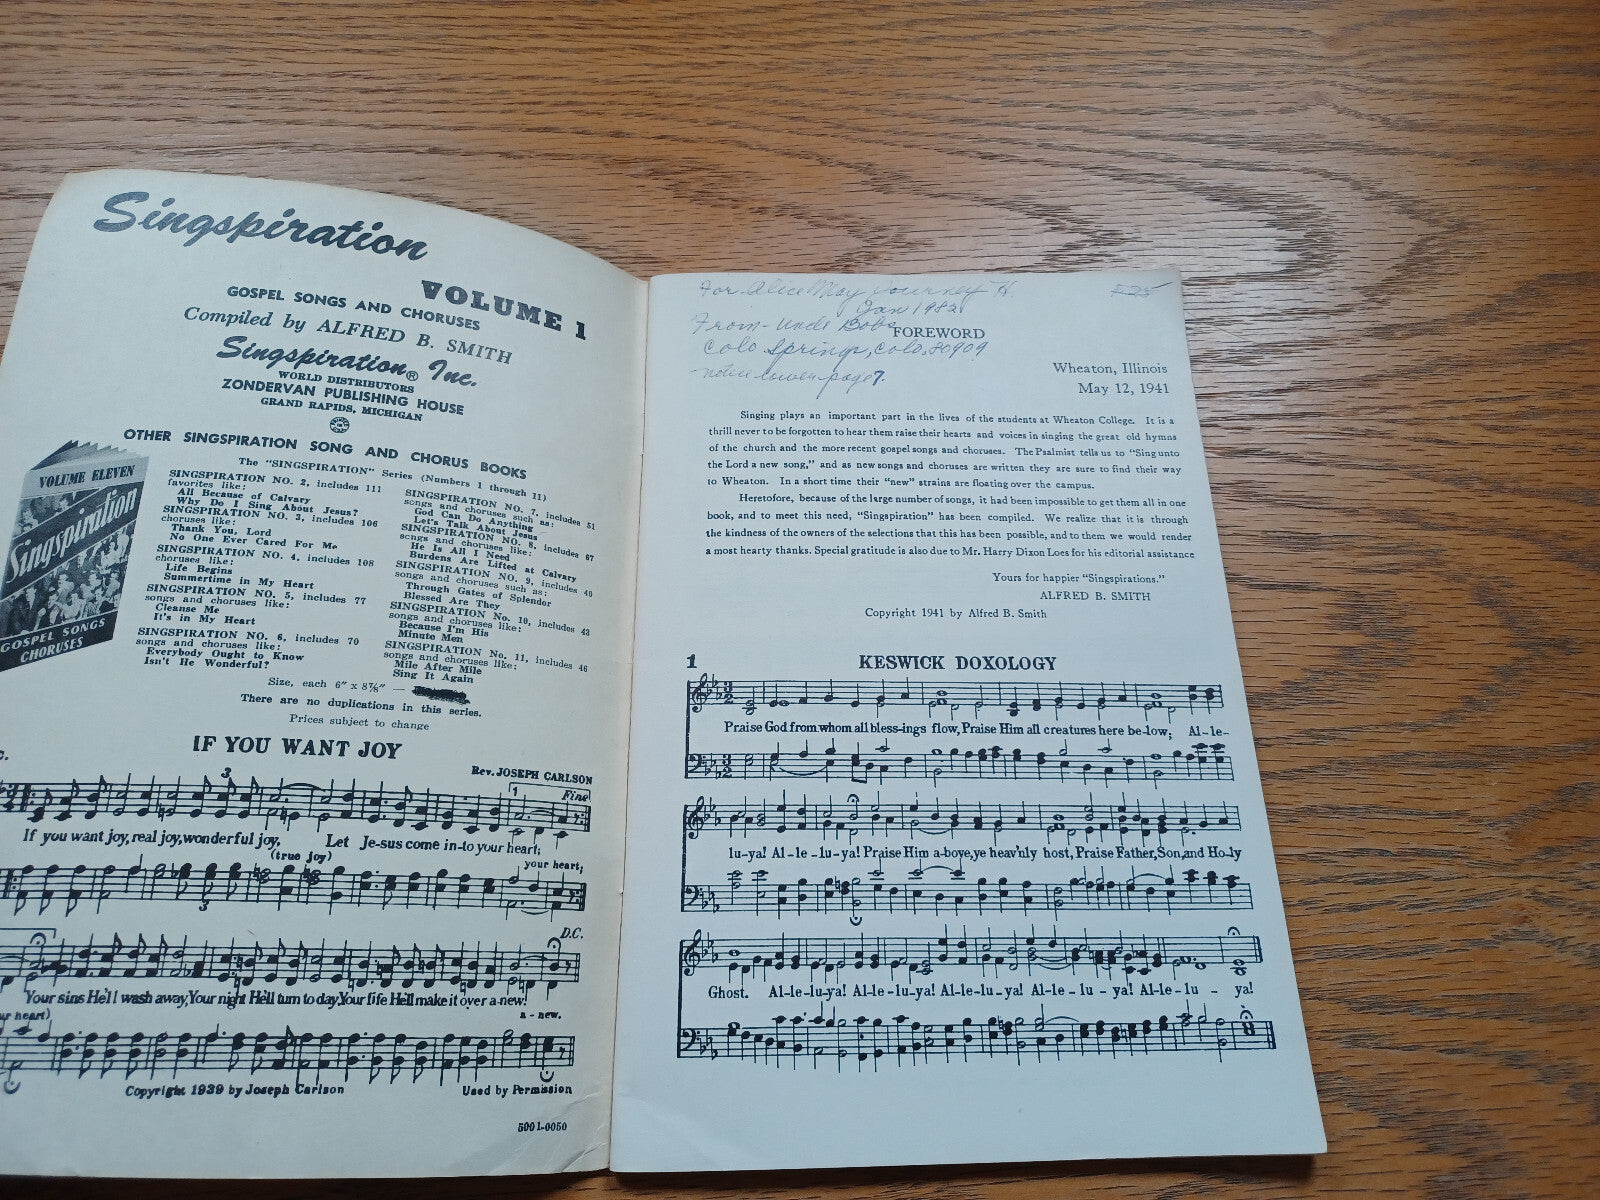 Singspiration
VOLUME 1
GOSPEL SONGS AND CHORUSES
Compiled by ALFRED B. SMITH
Singspiration® Inc.
WORLD DISTRIBUTORS
ZONDERVAN PUBLISHING HOUSE
GRAND RAPIDS, MICHIGAN
OTHER SINGSPIRATION SONG AND CHORUS BOOKS
The "SINGSPIRATION" Series (Numbers 1 through 11)
VOLUME ELEVEN
Singspiration
GOSPEL SONGS
CHORUSES
SINGSPIRATION NO. 2, includes 111
favorites like:
All Because of Calvary
Why Do I Sing About Jesus?
SINGSPIRATION NO. 3, includes 106
choruses like:
Thank You, Lord
No One Ever Cared For Me
SINGSPIRATION NO. 4, includes 108
choruses like:
Life Begins
Summertime in My Heart
SINGSPIRATION NO. 5, includes 77
songs and choruses like:
Cleanse Me
It's in My Heart
SINGSPIRATION NO. 6, includes 70
songs and choruses like:
Everybody Ought to Know
Isn't He Wonderful?
SINGSPIRATION NO. 7, includes 51
songs and choruses such as:
God Can Do Anything
Let's Talk About Jesus
SINGSPIRATION NO. 8, includes 67
songs and choruses like:
He Is All I Need
Burdens Are Lifted at Calvary
SINGSPIRATION NO. 9, includes 40
songs and choruses such as:
Through Gates of Splendor
Blessed Are They
SINGSPIRATION No. 10, includes 43
songs and choruses like:
Because I'm His
Minute Men
SINGSPIRATION No. 11, includes 46
songs and choruses like:
Mile After Mile
Sing It Again
Size, each 6" x 8⅞" —
There are no duplications in this series.
Prices subject to change
IF YOU WANT JOY
Rev. JOSEPH CARLSON
1 Fine
3
If you want joy, real joy, wonderful joy, Let Je-sus come in-to your heart;
(true joy) your heart;
3
D.C.
Your sins He'll wash away, Your night He'll turn to day, Your life He'll make it over a-new!
heart) a - new.
Copyright 1939 by Joseph Carlson Used by Permission
5001-0050
For Alice May Journey H.
Jan 1982
From - Uncle Bobs
Colo Springs, Colo, 80909
notice lower page 7.
FOREWORD
Wheaton, Illinois
May 12, 1941
Singing plays an important part in the lives of the students at Wheaton College. It is a
thrill never to be forgotten to hear them raise their hearts and voices in singing the great old hymns
of the church and the more recent gospel songs and choruses. The Psalmist tells us to "Sing unto
the Lord a new song," and as new songs and choruses are written they are sure to find their way
to Wheaton. In a short time their "new" strains are floating over the campus.
Heretofore, because of the large number of songs, it had been impossible to get them all in one
book, and to meet this need, "Singspiration" has been compiled. We realize that it is through
the kindness of the owners of the selections that this has been possible, and to them we would render
a most hearty thanks. Special gratitude is also due to Mr. Harry Dixon Loes for his editorial assistance
Yours for happier "Singspirations."
ALFRED B. SMITH
Copyright 1941 by Alfred B. Smith
1 KESWICK DOXOLOGY
Praise God from whom all bless-ings flow, Praise Him all creatures here be-low; Al-le-
lu-ya! Al-le-lu-ya! Praise Him a-bove, ye heav'nly host, Praise Father, Son, and Ho-ly
Ghost. Al-le-lu-ya! Al-le-lu-ya! Al-le-lu-ya! Al-le-lu-ya! Al-le-lu - ya!